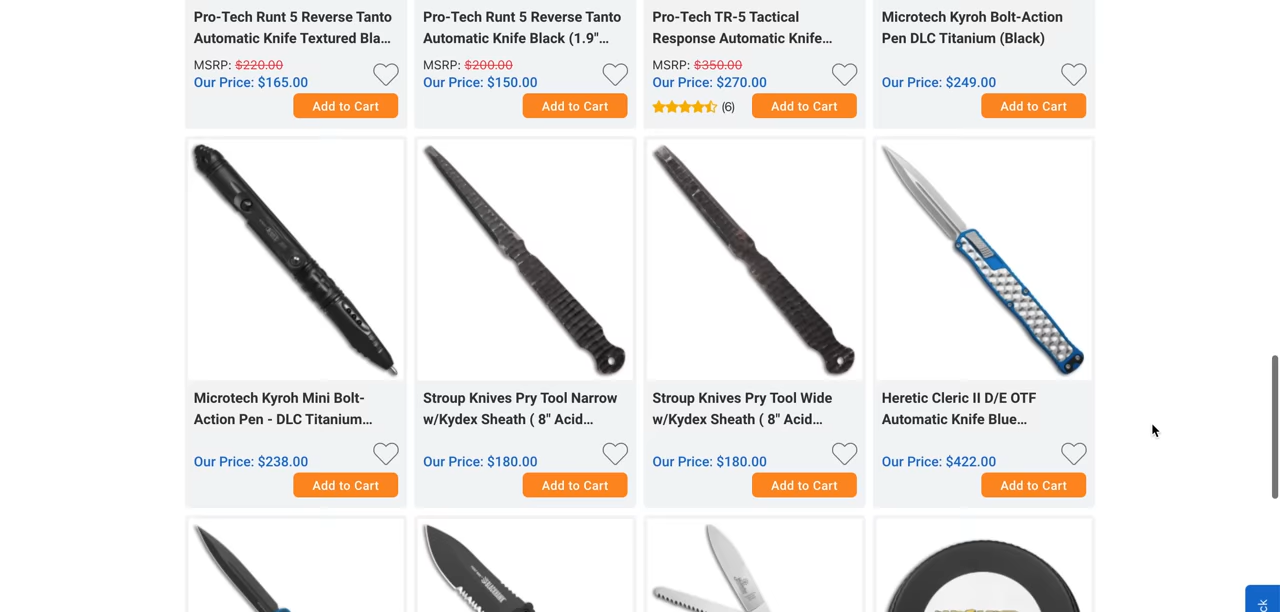 Pro-Tech Runt 5 Reverse Tanto
Automatic Knife Textured Bla...
MSRP: $220.00
Our Price: $165.00
Add to Cart
Pro-Tech Runt 5 Reverse Tanto
Automatic Knife Black (1.9"...
MSRP: $200.00
Our Price: $150.00
Add to Cart
Pro-Tech TR-5 Tactical
Response Automatic Knife...
MSRP: $350.00
Our Price: $270.00
(6)
Add to Cart
Microtech Kyroh Bolt-Action
Pen DLC Titanium (Black)
Our Price: $249.00
Add to Cart
Microtech Kyroh Mini Bolt-
Action Pen - DLC Titanium...
Our Price: $238.00
Add to Cart
Stroup Knives Pry Tool Narrow
w/Kydex Sheath ( 8" Acid...
Our Price: $180.00
Add to Cart
Stroup Knives Pry Tool Wide
w/Kydex Sheath ( 8" Acid...
Our Price: $180.00
Add to Cart
Heretic Cleric II D/E OTF
Automatic Knife Blue...
Our Price: $422.00
Add to Cart